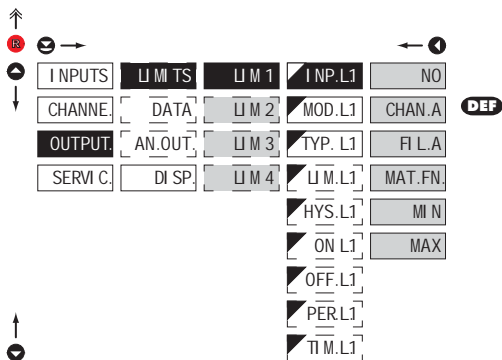 R
INPUTS LIMITS LIM 1 INP.L1 NO
CHANNE. DATA LIM 2 MOD.L1 CHAN.A DEF
OUTPUT. AN.OUT. LIM 3 TYP. L1 FIL.A
SERVIC. DISP. LIM 4 LIM.L1 MAT.FN.
HYS.L1 MIN
ON L1 MAX
OFF.L1
PER.L1
TIM.L1